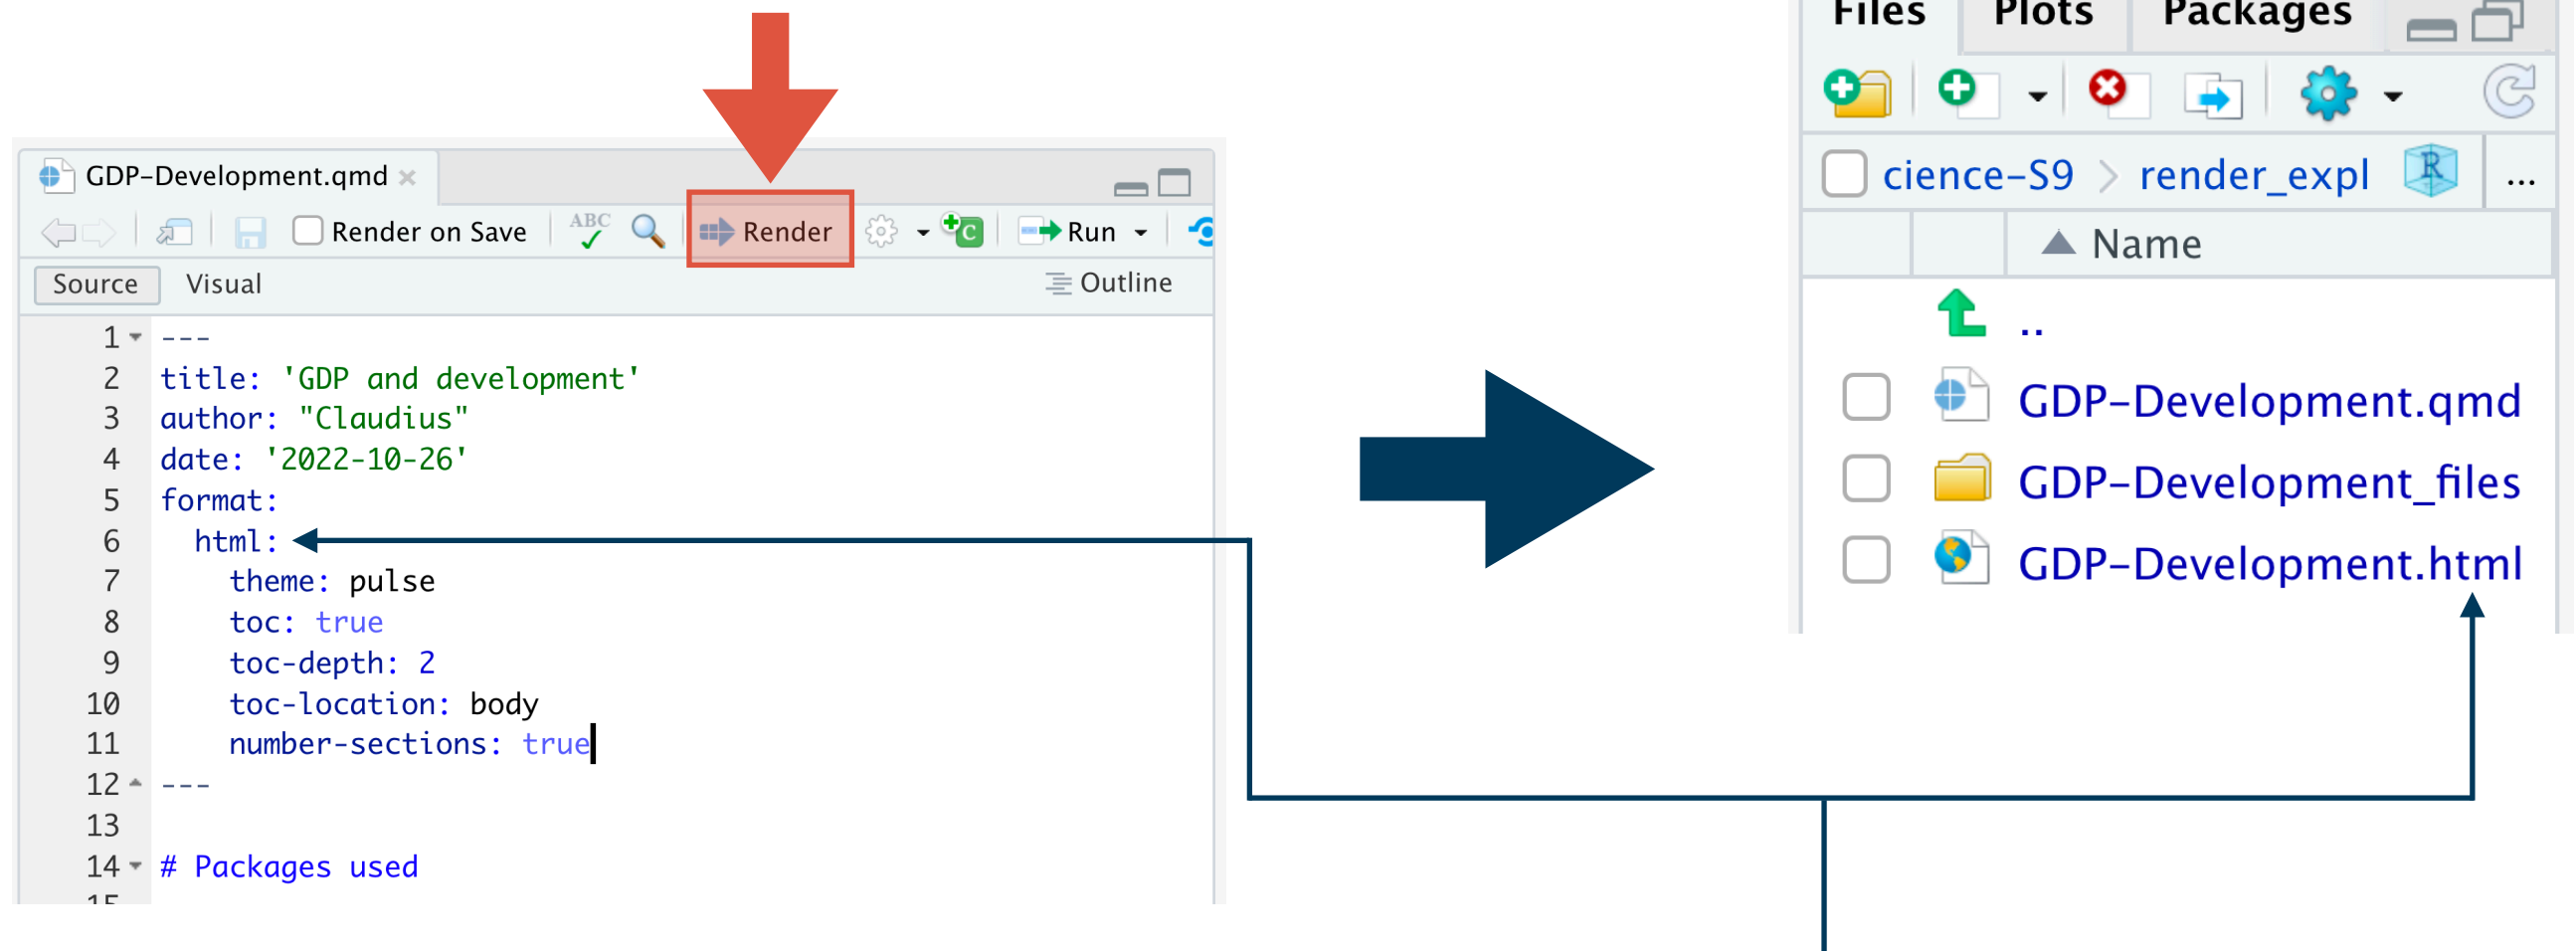 GDP-Development.qmd
Render on Save
ABC
Render
C
Run
Source
Visual
Outline
1 ---
2 title: 'GDP and development'
3 author: "Claudius"
4 date: '2022-10-26'
5 format:
6 html:
7 theme: pulse
8 toc: true
9 toc-depth: 2
10 toc-location: body
11 number-sections: true
12 ---
13
14 # Packages used
15
Files
Plots
Packages
cience-S9
render_expl
R
...
Name
..
GDP-Development.qmd
GDP-Development_files
GDP-Development.html